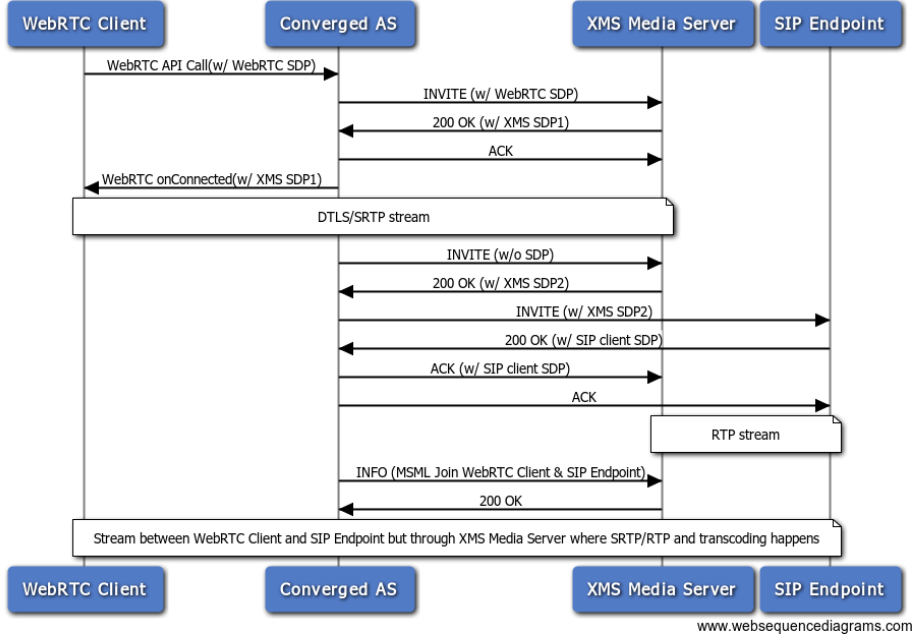 WebRTC Client Converged AS XMS Media Server SIP Endpoint
WebRTC API Call(w/ WebRTC SDP)
INVITE (w/ WebRTC SDP)
200 OK (w/ XMS SDP1)
ACK
WebRTC onConnected(w/ XMS SDP1)
DTLS/SRTP stream
INVITE (w/o SDP)
200 OK (w/ XMS SDP2)
INVITE (w/ XMS SDP2)
200 OK (w/ SIP client SDP)
ACK (w/ SIP client SDP)
ACK
RTP stream
INFO (MSML Join WebRTC Client & SIP Endpoint)
200 OK
Stream between WebRTC Client and SIP Endpoint but through XMS Media Server where SRTP/RTP and transcoding happens
WebRTC Client Converged AS XMS Media Server SIP Endpoint
www.websequencediagrams.com